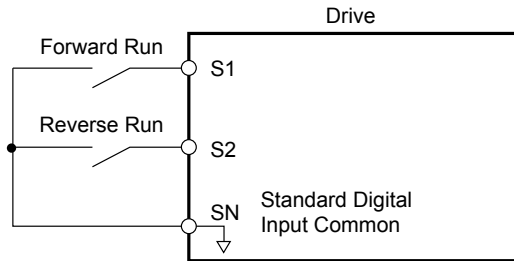 Drive
Forward Run
S1
Reverse Run
S2
SN
Standard Digital
Input Common